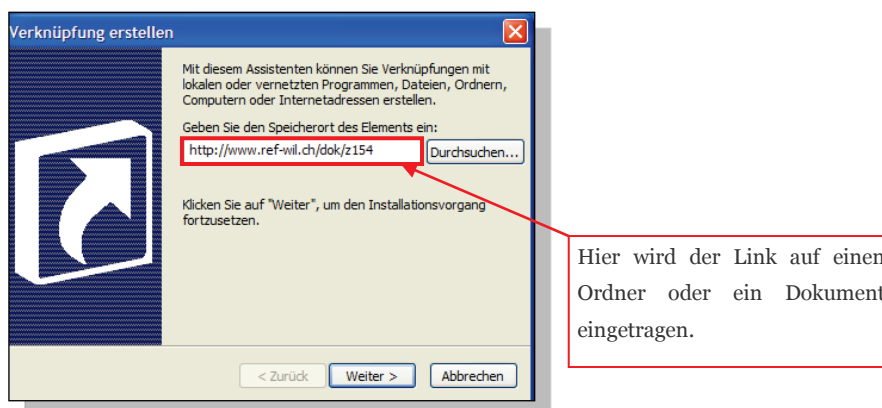 Verknüpfung erstellen
Mit diesem Assistenten können Sie Verknüpfungen mit
lokalen oder vernetzten Programmen, Dateien, Ordnern,
Computern oder Internetadressen erstellen.
Geben Sie den Speicherort des Elements ein:
http://www.ref-wil.ch/dok/z154
Durchsuchen...
Klicken Sie auf "Weiter", um den Installationsvorgang
fortzusetzen.
Hier wird der Link auf einen
Ordner oder ein Dokument
eingetragen.
< Zurück
Weiter >
Abbrechen